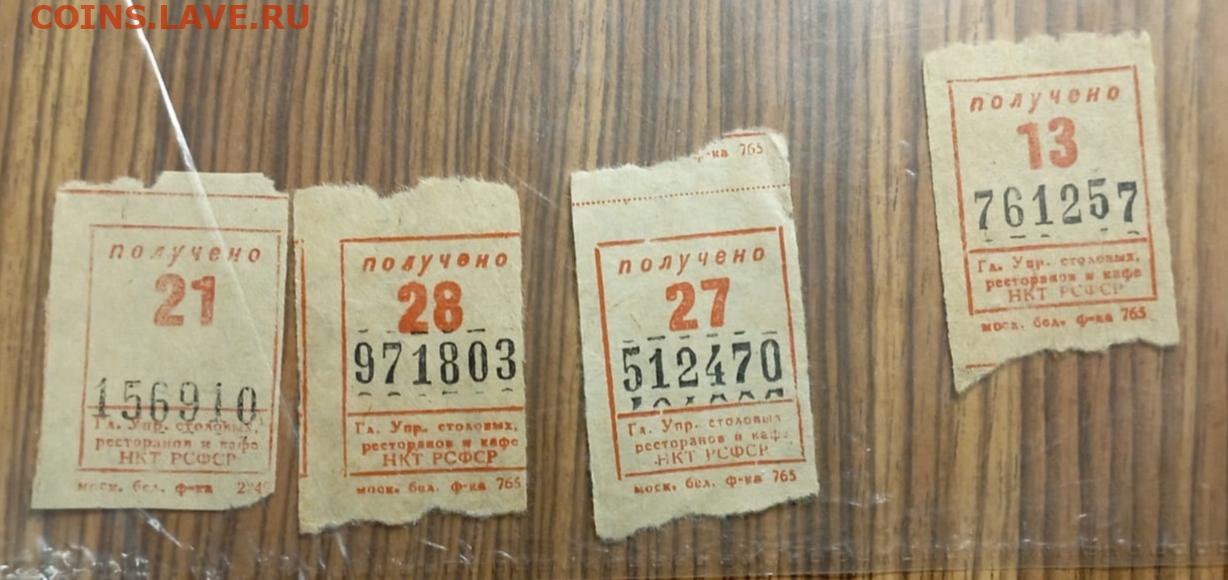 COINS.LAVE.RU
получено
21
156910
Гл. Упр. столовых,
ресторанов и кафе
НКТ РСФСР
моск. бел. ф-ка
получено
28
971803
Гл. Упр. столовых,
ресторанов и кафе
НКТ РСФСР
моск. бел. ф-ка 765
ф-ка 765
получено
27
512470
Гл. Упр. столовых
ресторанов и кафе
НКТ РСФСР
моск. бел. ф-ка 765
получено
13
761257
Гл. Упр. столовых,
ресторанов и кафе
НКТ РСФСР
моск. бел. ф-ка 765